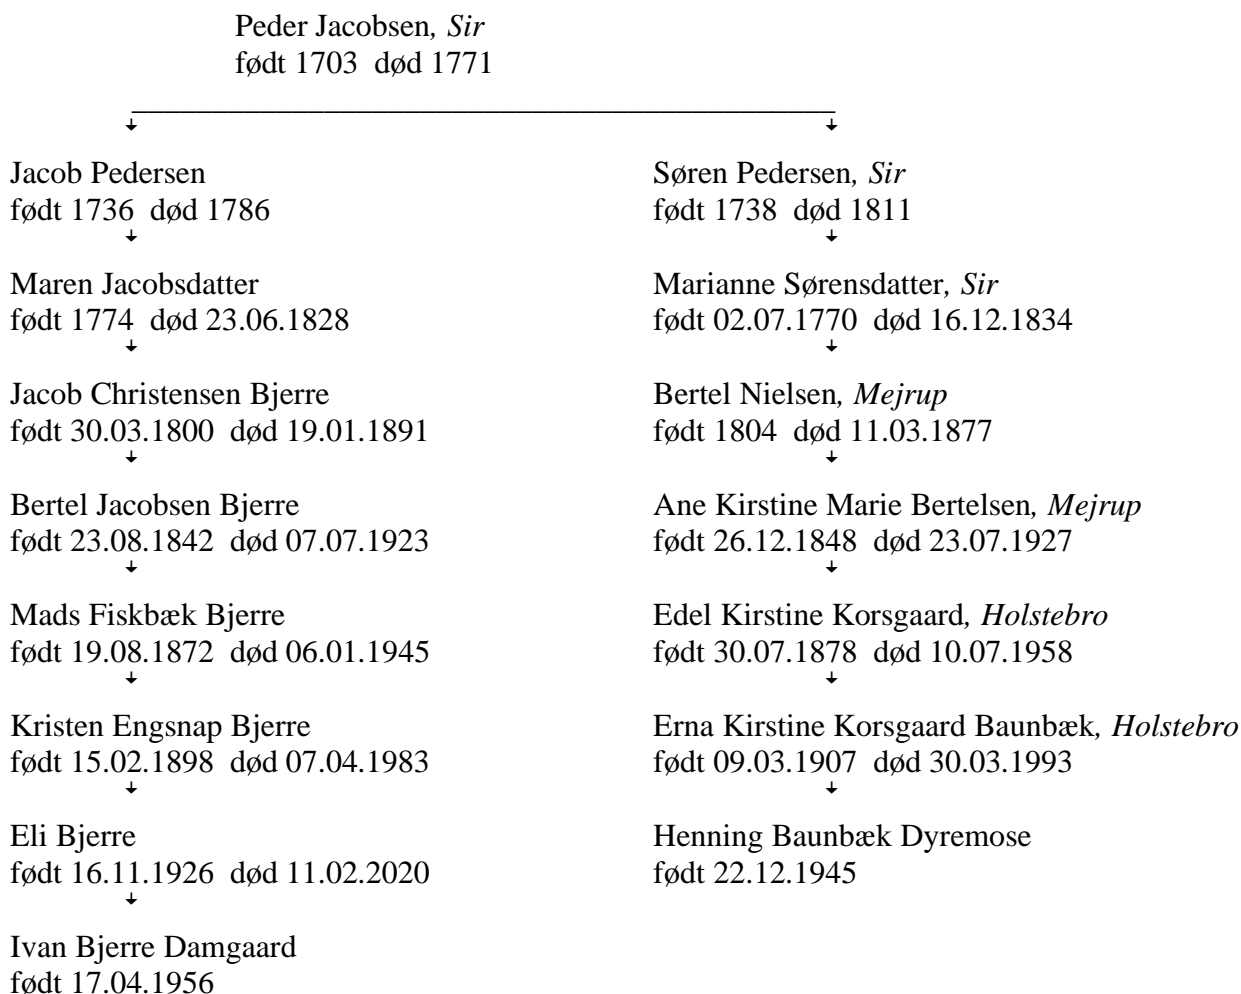 Peder Jacobsen, Sir
født 1703 død 1771
Jacob Pedersen
født 1736 død 1786
Søren Pedersen, Sir
født 1738 død 1811
Maren Jacobsdatter
født 1774 død 23.06.1828
Marianne Sørensdatter, Sir
født 02.07.1770 død 16.12.1834
Jacob Christensen Bjerre
født 30.03.1800 død 19.01.1891
Bertel Nielsen, Mejrup
født 1804 død 11.03.1877
Bertel Jacobsen Bjerre
født 23.08.1842 død 07.07.1923
Ane Kirstine Marie Bertelsen, Mejrup
født 26.12.1848 død 23.07.1927
Mads Fiskbæk Bjerre
født 19.08.1872 død 06.01.1945
Edel Kirstine Korsgaard, Holstebro
født 30.07.1878 død 10.07.1958
Kristen Engsnap Bjerre
født 15.02.1898 død 07.04.1983
Erna Kirstine Korsgaard Baunbæk, Holstebro
født 09.03.1907 død 30.03.1993
Eli Bjerre
født 16.11.1926 død 11.02.2020
Henning Baunbæk Dyremose
født 22.12.1945
Ivan Bjerre Damgaard
født 17.04.1956